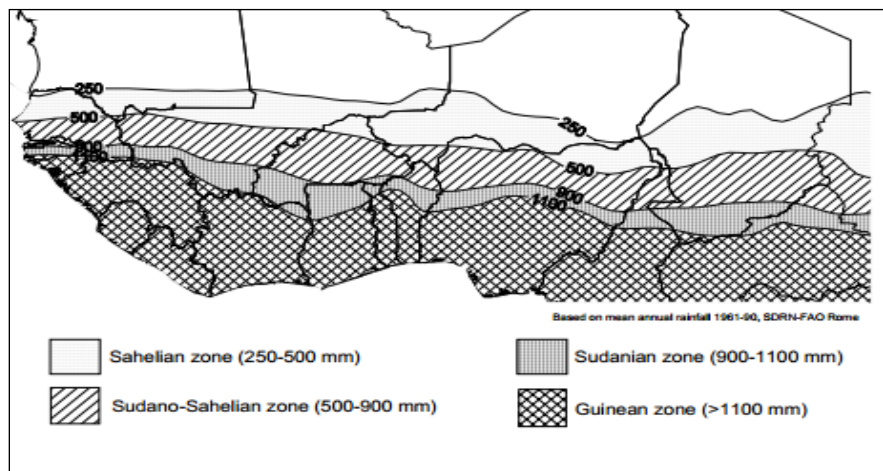 250
500
900
1100
250
500
900
1100
Based on mean annual rainfall 1961-90, SDRN-FAO Rome
Sahelian zone (250-500 mm)
Sudanian zone (900-1100 mm)
Sudano-Sahelian zone (500-900 mm)
Guinean zone (>1100 mm)